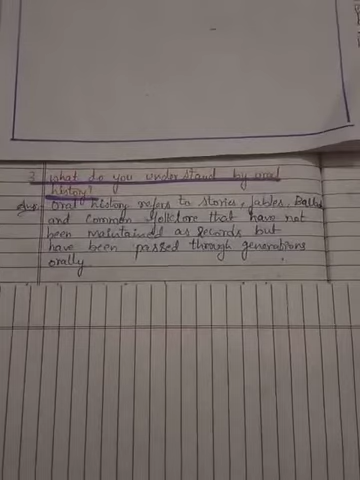 3. What do you understand by oral
history?
Ans- Oral history refers to stories, fables, Ballads
and common folklore that have not
been maintained as records but
have been passed through generations
orally.